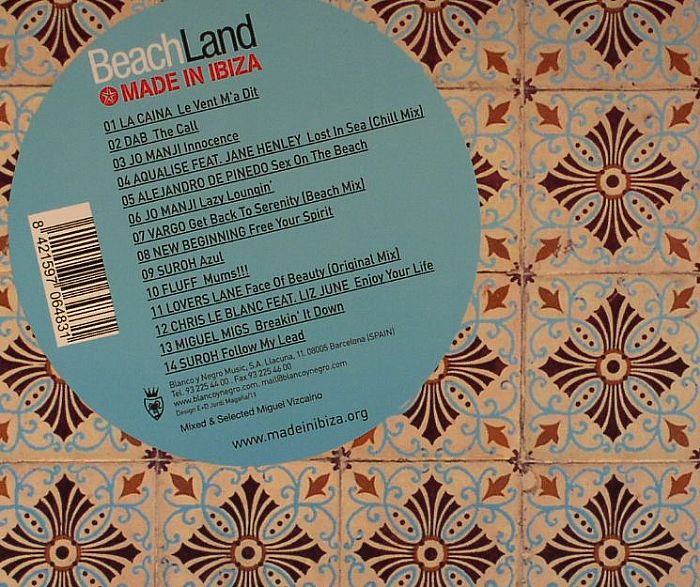 BeachLand
MADE IN IBIZA
01 LA CAINA Le Vent M'a Dit
02 DAB The Call
03 JO MANJI Innocence
04 AQUALISE FEAT. JANE HENLEY Lost In Sea (Chill Mix)
05 ALEJANDRO DE PINEDO Sex On The Beach
06 JO MANJI Lazy Loungin'
07 VARGO Get Back To Serenity (Beach Mix)
08 NEW BEGINNING Free Your Spirit
09 SUROH Azul
10 FLUFF Mums!!!
11 LOVERS LANE Face Of Beauty (Original Mix)
12 CHRIS LE BLANC FEAT. LIZ JUNE Enjoy Your Life
13 MIGUEL MIGS Breakin' It Down
14 SUROH Follow My Lead
Blanco y Negro Music, S.A. Llacuna, 11. 08005 Barcelona (SPAIN)
Tel. 93 225 44 00 . Fax 93 225 46 00
www.blancoynegro.com, mail@blancoynegro.com
Design E+D Jordi Magaña/11
Mixed & Selected Miguel Vizcaino
www.madeinibiza.org
8 421597 064831